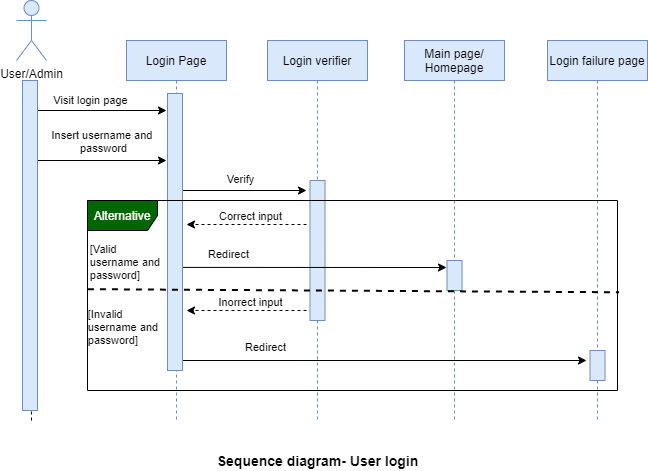 User/Admin
Login Page
Login verifier
Main page/
Homepage
Login failure page
Visit login page
Insert username and
password
Verify
Alternative
Correct input
[Valid
username and
password]
Redirect
Inorrect input
[Invalid
username and
password]
Redirect
Sequence diagram- User login